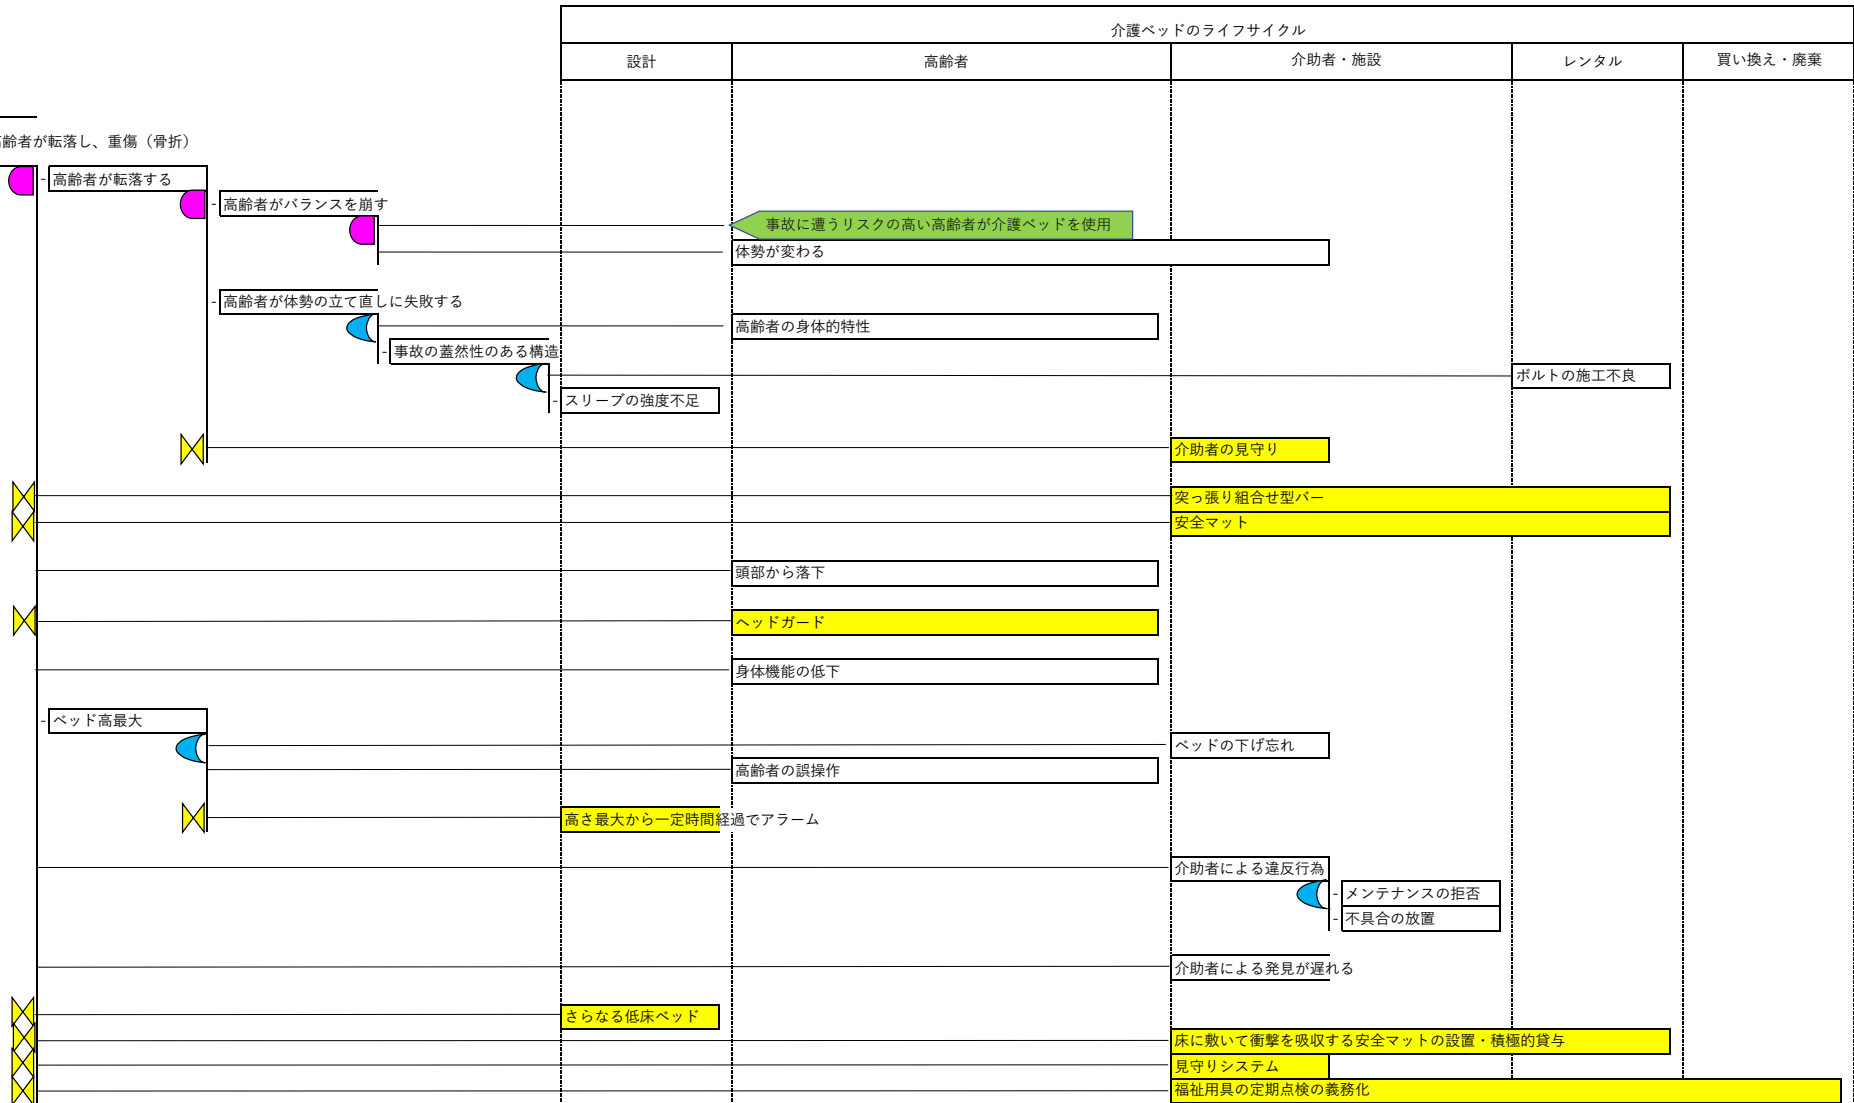 介護ベッドのライフサイクル
設計
高齢者
介助者・施設
レンタル
買い換え・廃棄
齢者が転落し、重傷（骨折）
高齢者が転落する
高齢者がバランスを崩す
事故に遭うリスクの高い高齢者が介護ベッドを使用
体勢が変わる
高齢者が体勢の立て直しに失敗する
高齢者の身体的特性
事故の蓋然性のある構造
ボルトの施工不良
スリーブの強度不足
介助者の見守り
突っ張り組合せ型バー
安全マット
頭部から落下
ヘッドガード
身体機能の低下
ベッド高最大
ベッドの下げ忘れ
高齢者の誤操作
高さ最大から一定時間経過でアラーム
介助者による違反行為
メンテナンスの拒否
不具合の放置
介助者による発見が遅れる
さらなる低床ベッド
床に敷いて衝撃を吸収する安全マットの設置・積極的貸与
見守りシステム
福祉用具の定期点検の義務化